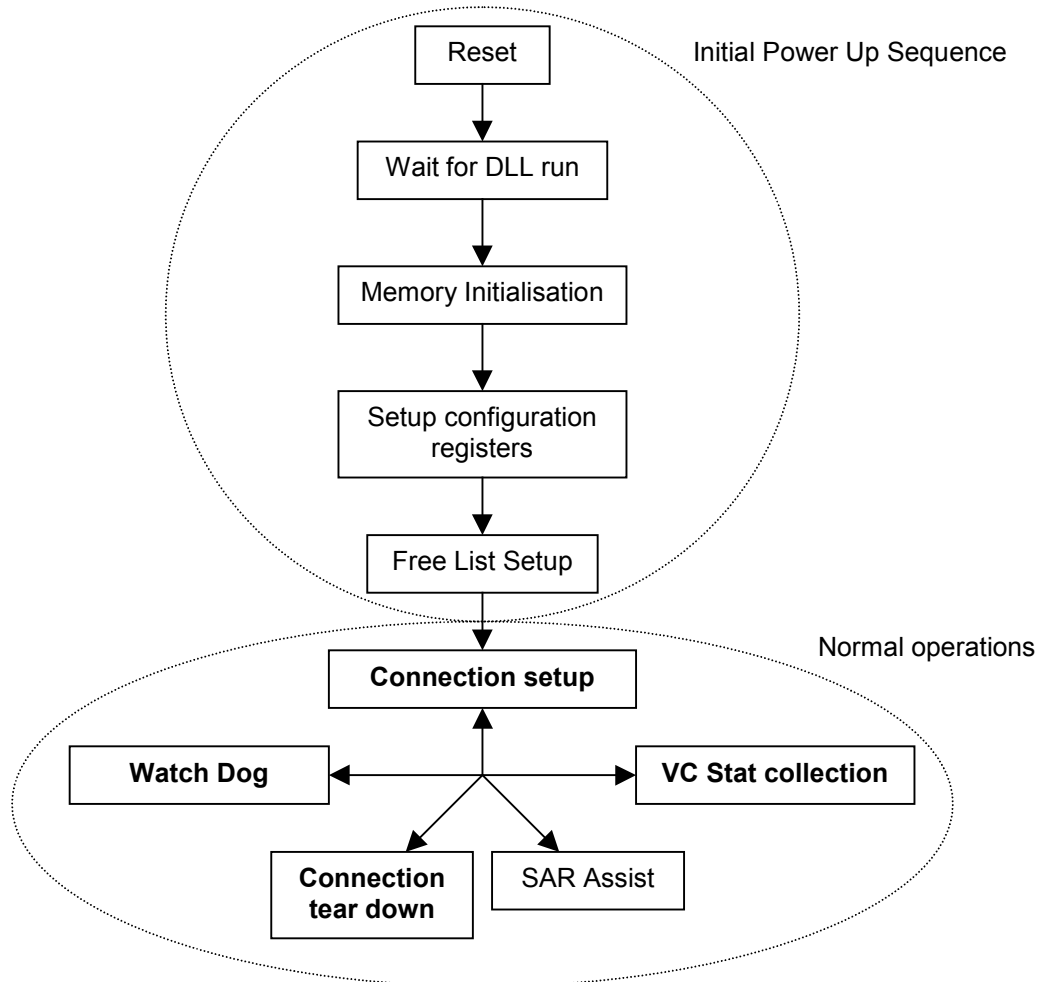 Reset
Initial Power Up Sequence
Wait for DLL run
Memory Initialisation
Setup configuration
registers
Free List Setup
Normal operations
Connection setup
Watch Dog
VC Stat collection
Connection
tear down
SAR Assist